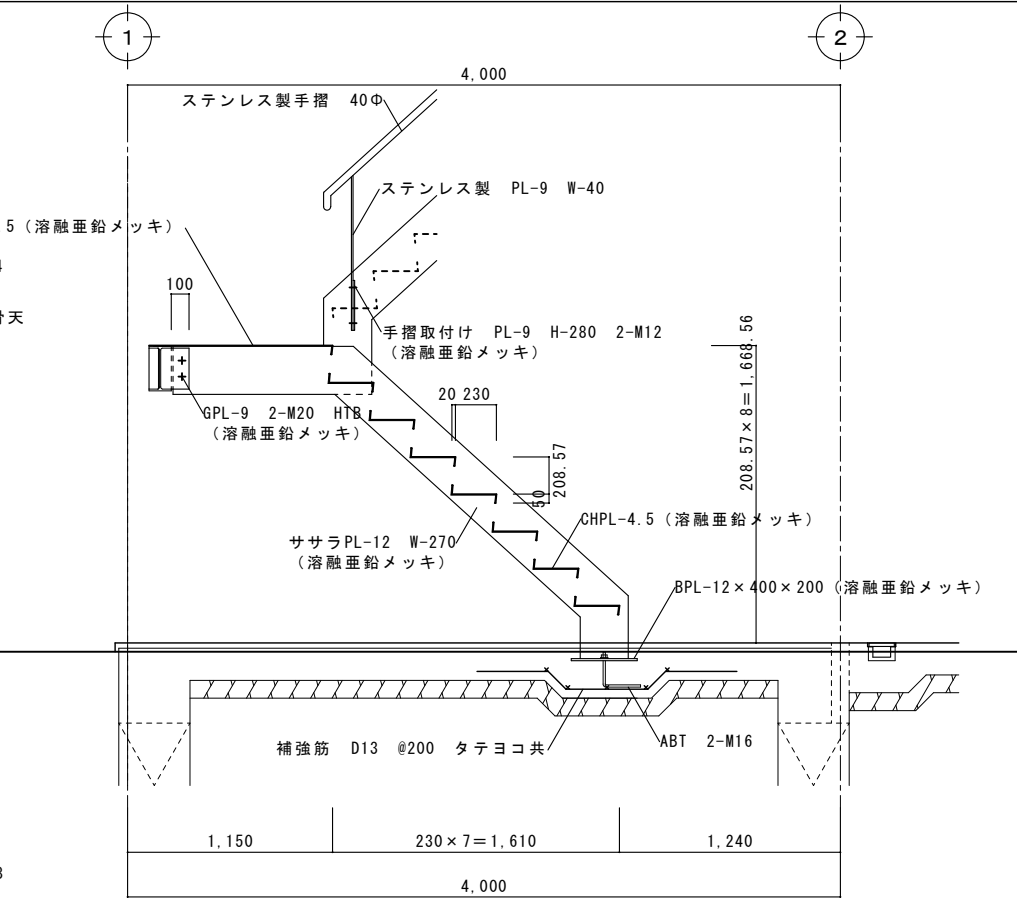 1
2
4,000
ステンレス製手摺 40Φ
ステンレス製 PL-9 W-40
5（溶融亜鉛メッキ）
100
手摺取付け PL-9 H-280 2-M12
（溶融亜鉛メッキ）
GPL-9 2-M20 HTB
（溶融亜鉛メッキ）
20 230
50
208.57
208.57×8＝1,668.56
CHPL-4.5（溶融亜鉛メッキ）
ササラPL-12 W-270
（溶融亜鉛メッキ）
BPL-12×400×200（溶融亜鉛メッキ）
補強筋 D13 @200 タテヨコ共
ABT 2-M16
1,150
230×7＝1,610
1,240
4,000